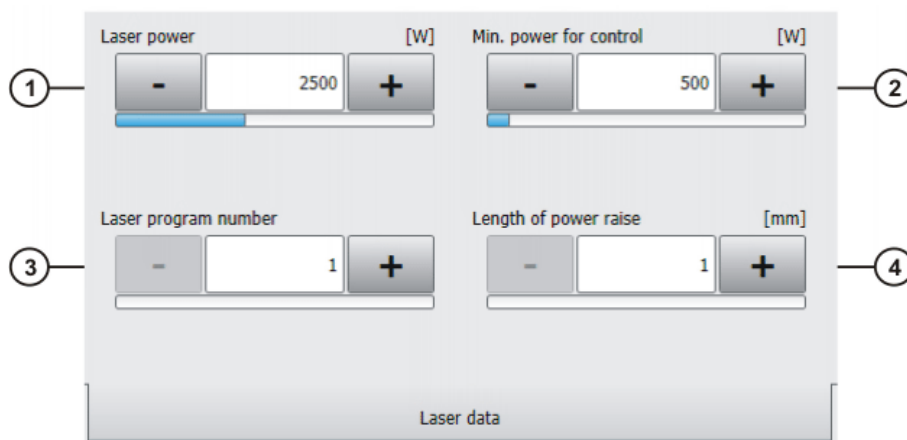 Laser power [W] Min. power for control [W]
1 - 2500 + - 500 + 2
Laser program number Length of power raise [mm]
3 - 1 + - 1 + 4
Laser data